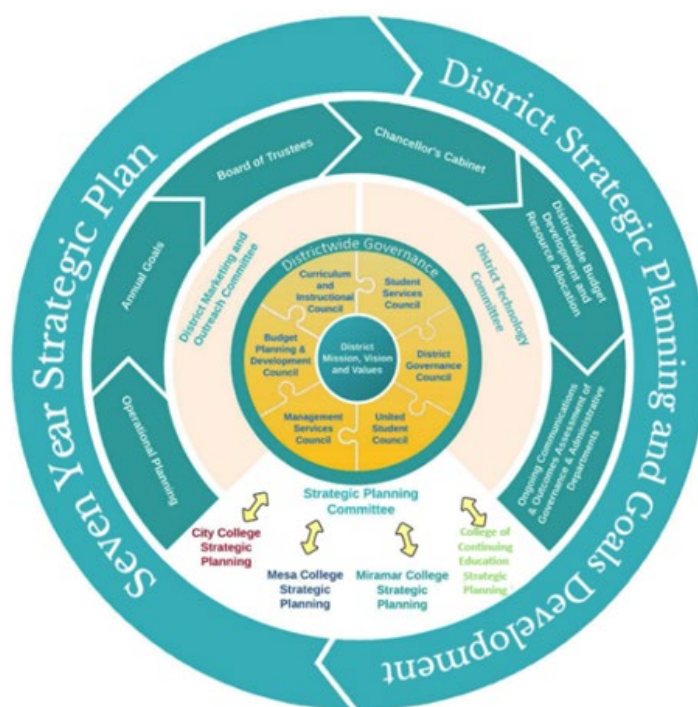 Seven Year Strategic Plan
District Strategic Planning and Goals Development
Operational Planning
Annual Goals
Board of Trustees
Chancellor's Cabinet
Districtwide Budget
Development and
Resource Allocation
Ongoing Communications
& Outcomes Assessment of
Governance & Administrative
Departments
District Marketing and
Outreach Committee
District Technology
Committee
Districtwide Governance
Curriculum
and
Instructional
Council
Student
Services
Council
Budget
Planning &
Development
Council
District
Mission, Vision
and Values
District
Governance
Council
Management
Services
Council
United
Student
Council
Strategic Planning
Committee
City College
Strategic
Planning
Mesa College
Strategic
Planning
Miramar College
Strategic
Planning
College of
Continuing
Education
Strategic
Planning